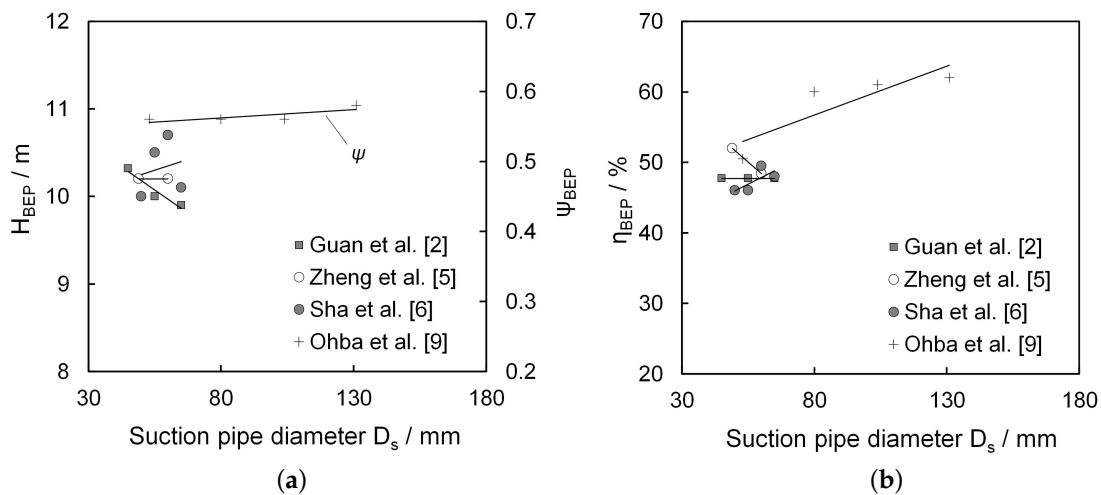 12
11
10
9
8
H_BEP / m
0.7
0.6
0.5
0.4
0.3
0.2
Ψ_BEP
ψ
Guan et al. [2]
Zheng et al. [5]
Sha et al. [6]
Ohba et al. [9]
30 80 130 180
Suction pipe diameter D_s / mm
(a)
70
60
50
40
30
20
η_BEP / %
Guan et al. [2]
Zheng et al. [5]
Sha et al. [6]
Ohba et al. [9]
30 80 130 180
Suction pipe diameter D_s / mm
(b)